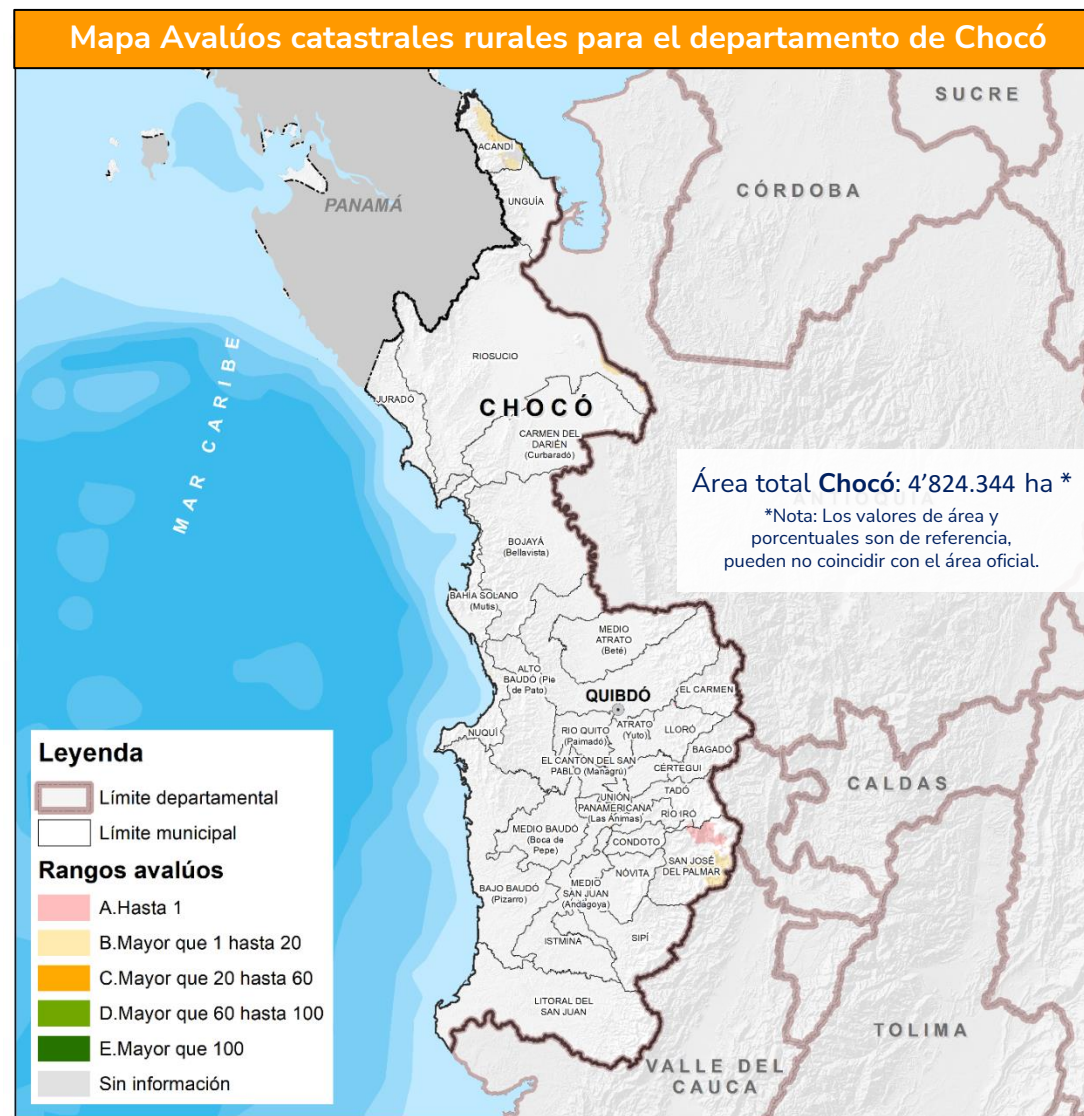 Mapa Avalúos catastrales rurales para el departamento de Chocó
SUCRE
CÓRDOBA
ACANDÍ
UNGUÍA
PANAMÁ
MAR CARIBE
RIOSUCIO
JURADÓ
CHOCÓ
CARMEN DEL
DARIÉN
(Curbaradó)
Área total Chocó: 4’824.344 ha *
*Nota: Los valores de área y
porcentuales son de referencia,
pueden no coincidir con el área oficial.
ANTIOQUIA
BOJAYÁ
(Bellavista)
BAHÍA SOLANO
(Mutis)
MEDIO
ATRATO
(Beté)
ALTO
BAUDÓ (Pie
de Pato)
QUIBDÓ
EL CARMEN
NUQUÍ
RIO QUITO
(Paimadó)
ATRATO
(Yuto)
LLORÓ
BAGADÓ
EL CANTÓN DEL SAN
PABLO (Managrú)
CÉRTEGUI
TADÓ
UNIÓN
PANAMERICANA
(Las Ánimas)
RÍO IRÓ
MEDIO BAUDÓ
(Boca de
Pepe)
CONDOTO
SAN JOSÉ
DEL PALMAR
NÓVITA
BAJO BAUDÓ
(Pizarro)
MEDIO
SAN JUAN
(Andagoya)
SIPÍ
ISTMINA
LITORAL DEL
SAN JUAN
CALDAS
TOLIMA
VALLE DEL
CAUCA
Leyenda
Límite departamental
Límite municipal
Rangos avalúos
A.Hasta 1
B.Mayor que 1 hasta 20
C.Mayor que 20 hasta 60
D.Mayor que 60 hasta 100
E.Mayor que 100
Sin información